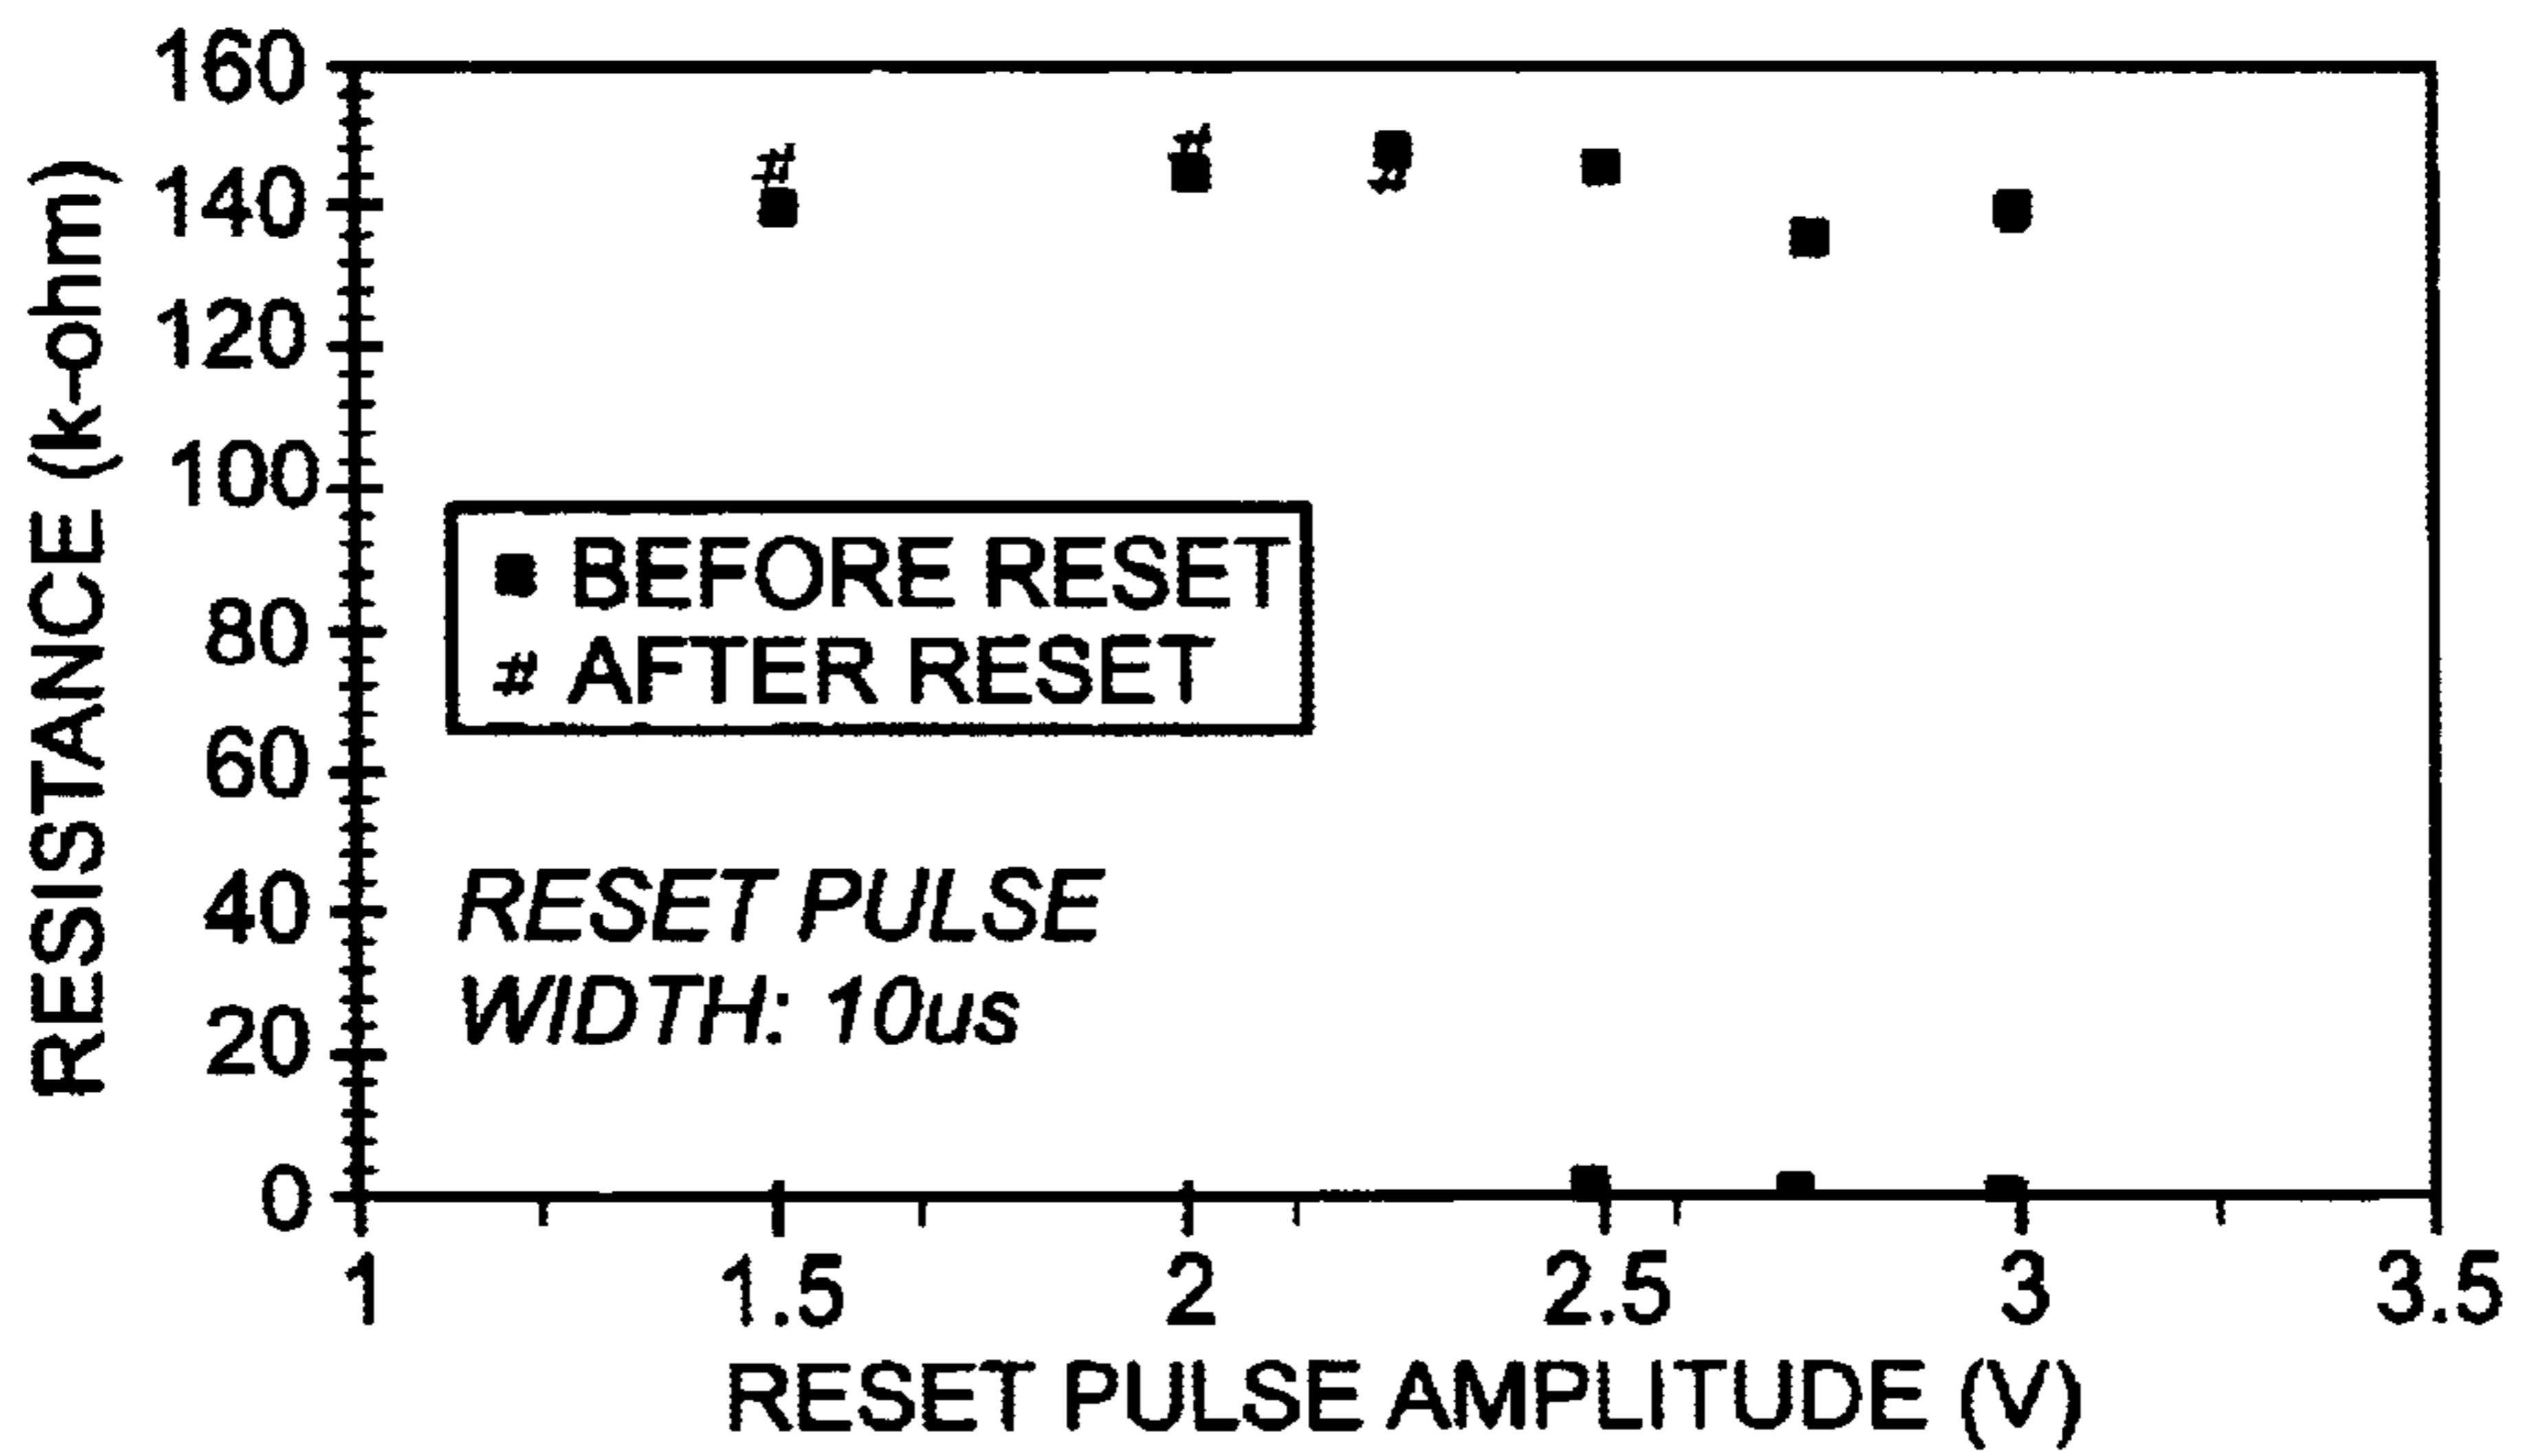 RESISTANCE (k-ohm)
160
140
120
100
80
60
40
20
0
■ BEFORE RESET
# AFTER RESET
RESET PULSE
WIDTH: 10us
1 1.5 2 2.5 3 3.5
RESET PULSE AMPLITUDE (V)